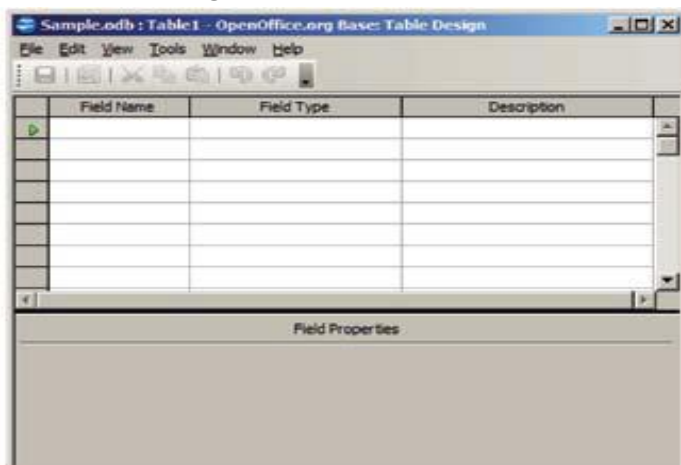 Sample.odb : Table1 - OpenOffice.org Base: Table Design
File Edit View Tools Window Help
Field Name Field Type Description
Field Properties